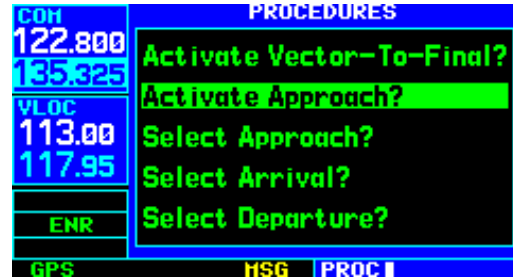 COM
122.800
135.325
VLOC
113.00
117.95
ENR
GPS
PROCEDURES
Activate Vector-To-Final?
Activate Approach?
Select Approach?
Select Arrival?
Select Departure?
MSG
PROC